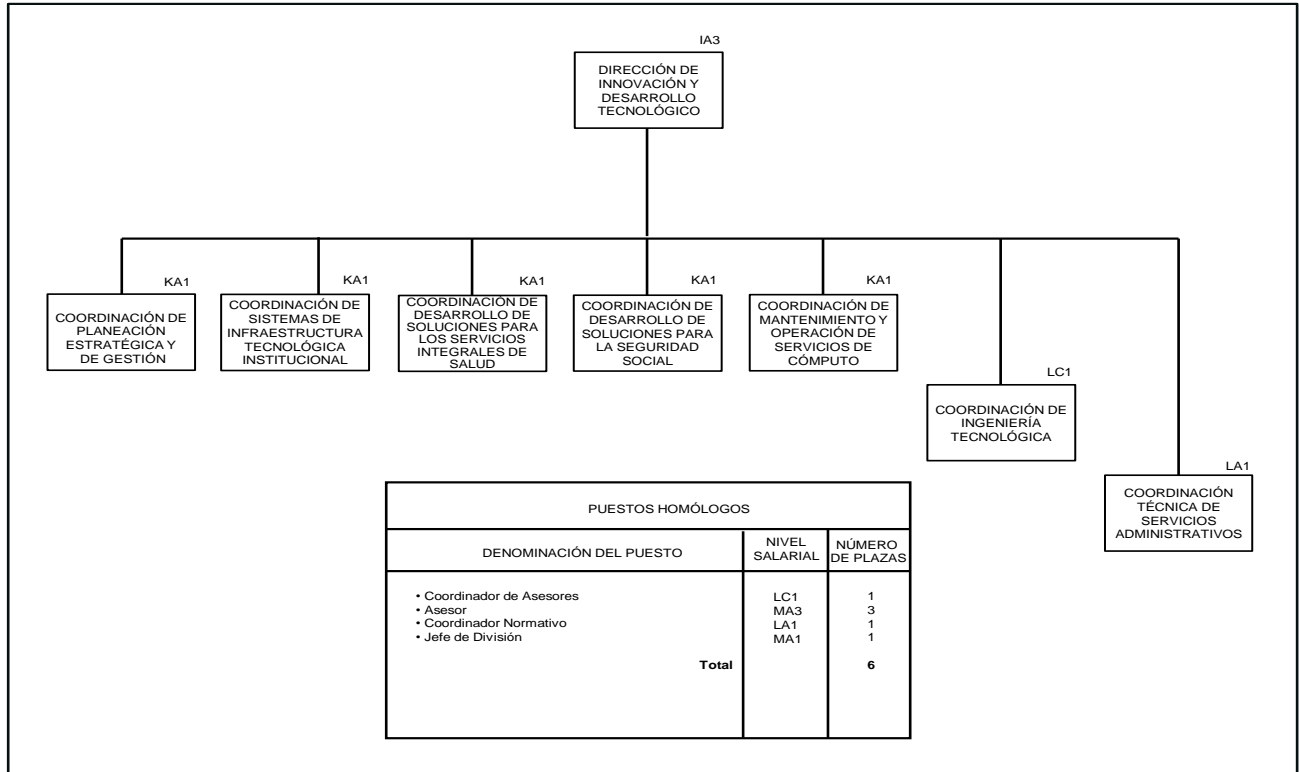 IA3
DIRECCIÓN DE
INNOVACIÓN Y
DESARROLLO
TECNOLÓGICO
KA1
COORDINACIÓN DE
PLANEACIÓN
ESTRATÉGICA Y
DE GESTIÓN
KA1
COORDINACIÓN DE
SISTEMAS DE
INFRAESTRUCTURA
TECNOLÓGICA
INSTITUCIONAL
KA1
COORDINACIÓN DE
DESARROLLO DE
SOLUCIONES PARA
LOS SERVICIOS
INTEGRALES DE
SALUD
KA1
COORDINACIÓN DE
DESARROLLO DE
SOLUCIONES PARA
LA SEGURIDAD
SOCIAL
KA1
COORDINACIÓN DE
MANTENIMIENTO Y
OPERACIÓN DE
SERVICIOS DE
CÓMPUTO
LC1
COORDINACIÓN DE
INGENIERÍA
TECNOLÓGICA
LA1
COORDINACIÓN
TÉCNICA DE
SERVICIOS
ADMINISTRATIVOS
PUESTOS HOMÓLOGOS
DENOMINACIÓN DEL PUESTO
NIVEL
SALARIAL
NÚMERO
DE PLAZAS
• Coordinador de Asesores LC1 1
• Asesor MA3 3
• Coordinador Normativo LA1 1
• Jefe de División MA1 1
Total 6